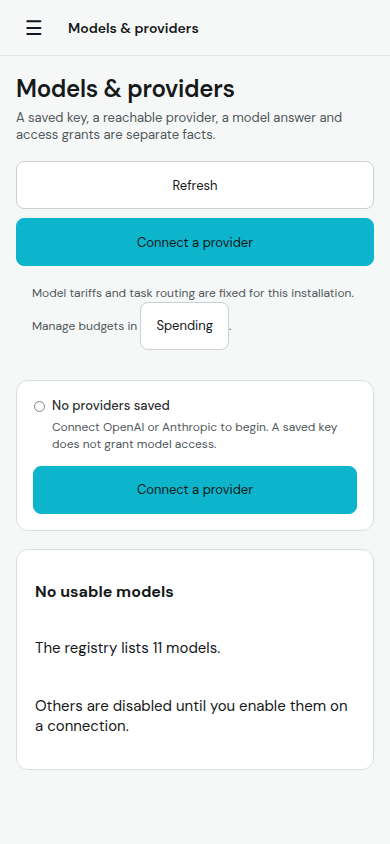 ☰ Models & providers
Models & providers
A saved key, a reachable provider, a model answer and
access grants are separate facts.
Refresh
Connect a provider
Model tariffs and task routing are fixed for this installation.
Manage budgets in Spending.
No providers saved
Connect OpenAI or Anthropic to begin. A saved key
does not grant model access.
Connect a provider
No usable models
The registry lists 11 models.
Others are disabled until you enable them on
a connection.